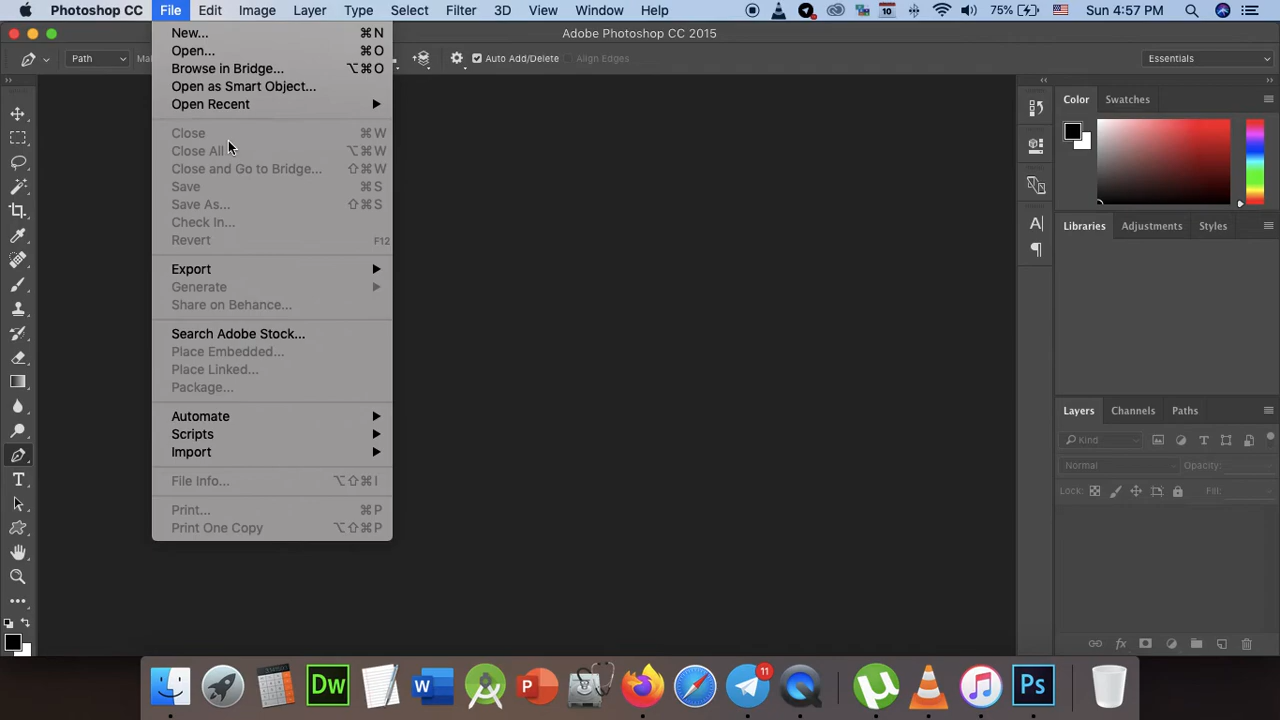 Photoshop CC File Edit Image Layer Type Select Filter 3D View Window Help 10 75% Sun 4:57 PM
Adobe Photoshop CC 2015
Path Auto Add/Delete Align Edges Essentials
New... ⌘N
Open... ⌘O
Browse in Bridge... ⌥⌘O
Open as Smart Object...
Open Recent
Close ⌘W
Close All ⌥⌘W
Close and Go to Bridge... ⇧⌘W
Save ⌘S
Save As... ⇧⌘S
Check In...
Revert F12
Export
Generate
Share on Behance...
Search Adobe Stock...
Place Embedded...
Place Linked...
Package...
Automate
Scripts
Import
File Info... ⌥⇧⌘I
Print... ⌘P
Print One Copy ⌥⇧⌘P
Color Swatches
Libraries Adjustments Styles
Layers Channels Paths
Kind
Normal Opacity:
Lock: Fill:
Dw W P 11 Ps